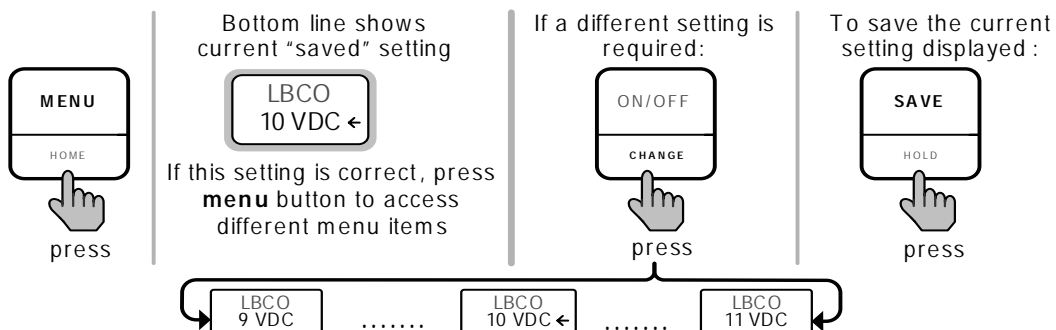 MENU
HOME
press
Bottom line shows
current “saved” setting
LBCO
10 VDC ←
If this setting is correct, press
menu button to access
different menu items
If a different setting is
required:
ON/OFF
CHANGE
press
To save the current
setting displayed :
SAVE
HOLD
press
LBCO
9 VDC
.......
LBCO
10 VDC ←
.......
LBCO
11 VDC